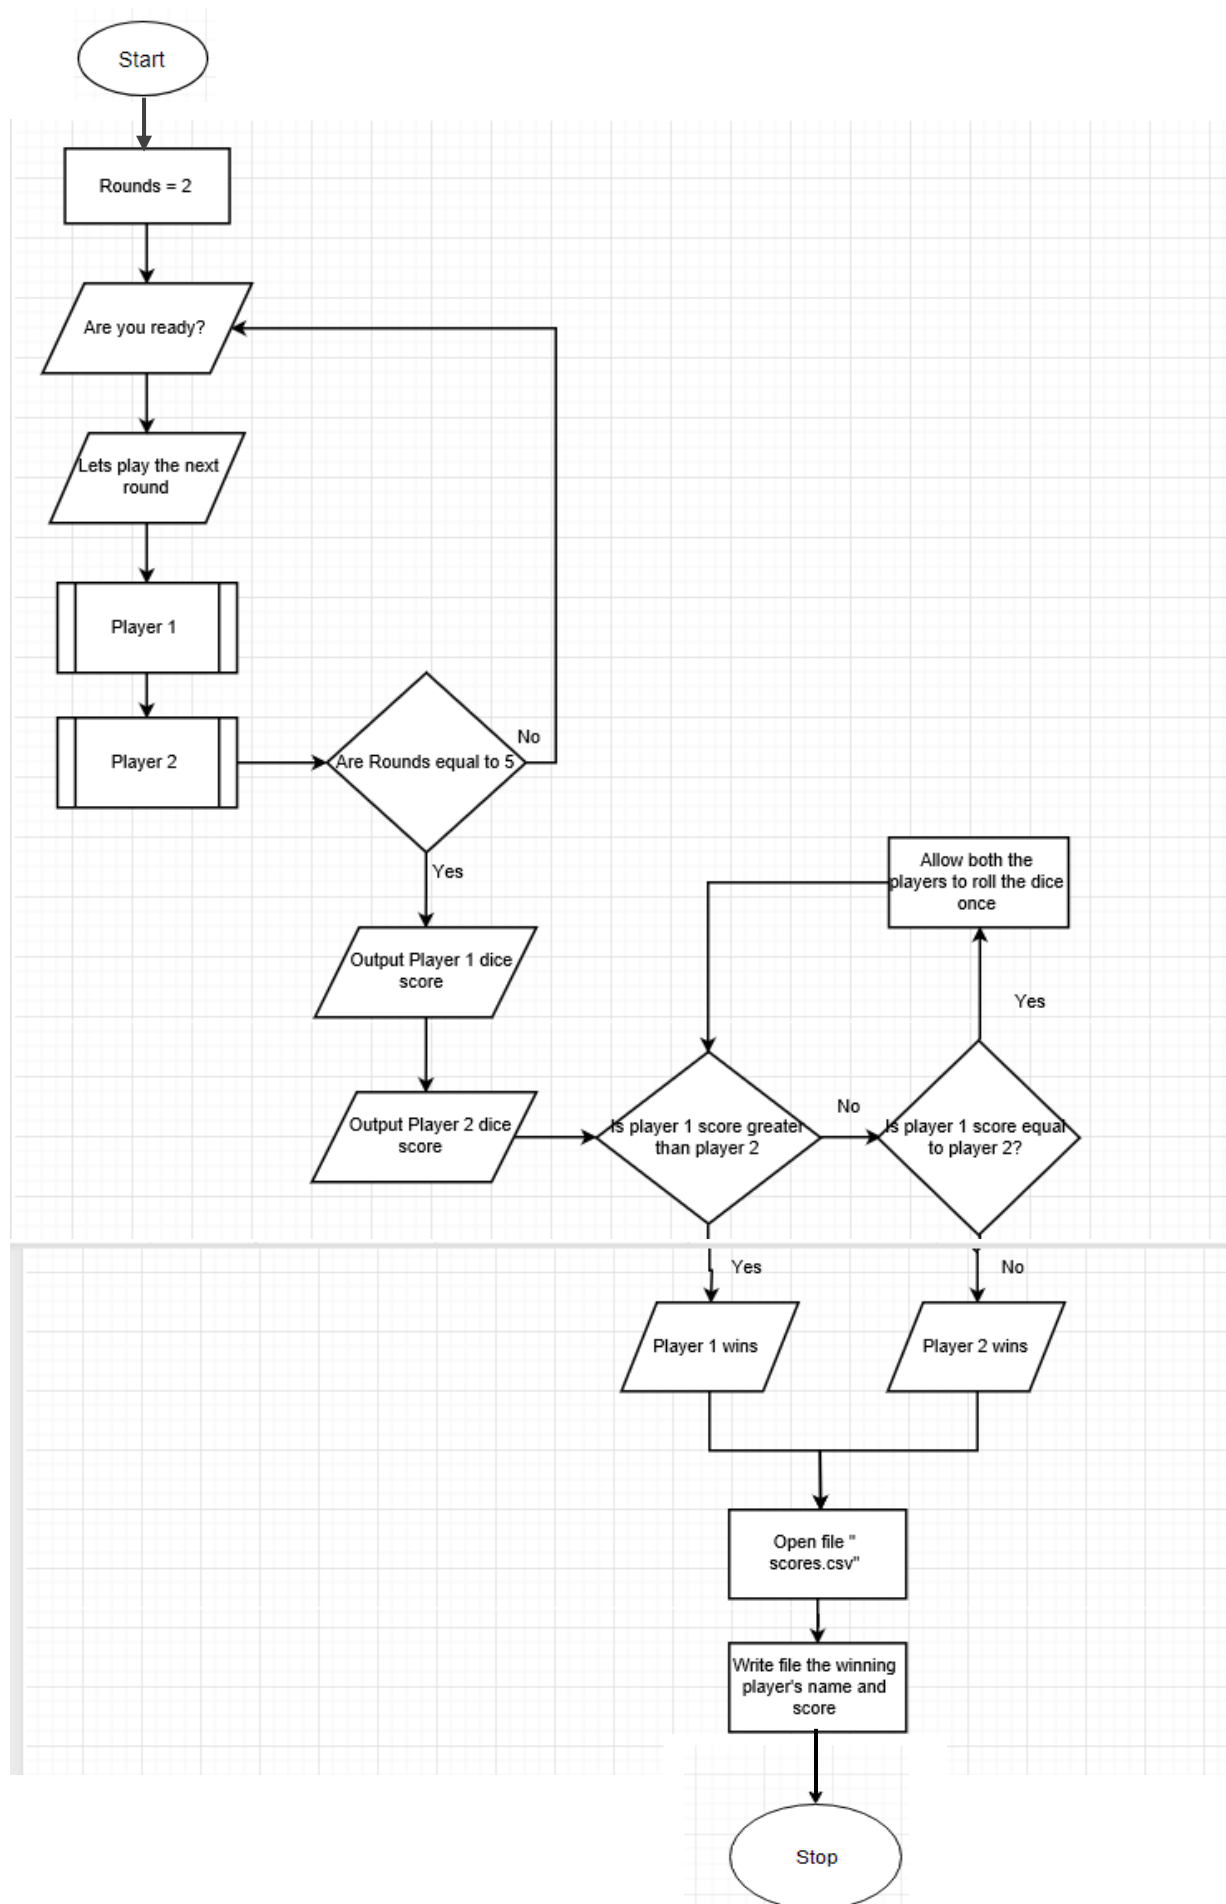 Start
Rounds = 2
Are you ready?
Lets play the next
round
Player 1
Player 2
Are Rounds equal to 5
No
Yes
Output Player 1 dice
score
Output Player 2 dice
score
Is player 1 score greater
than player 2
No
Is player 1 score equal
to player 2?
Yes
Allow both the
players to roll the dice
once
Yes
No
Player 1 wins
Player 2 wins
Open file "
scores.csv"
Write file the winning
player's name and
score
Stop